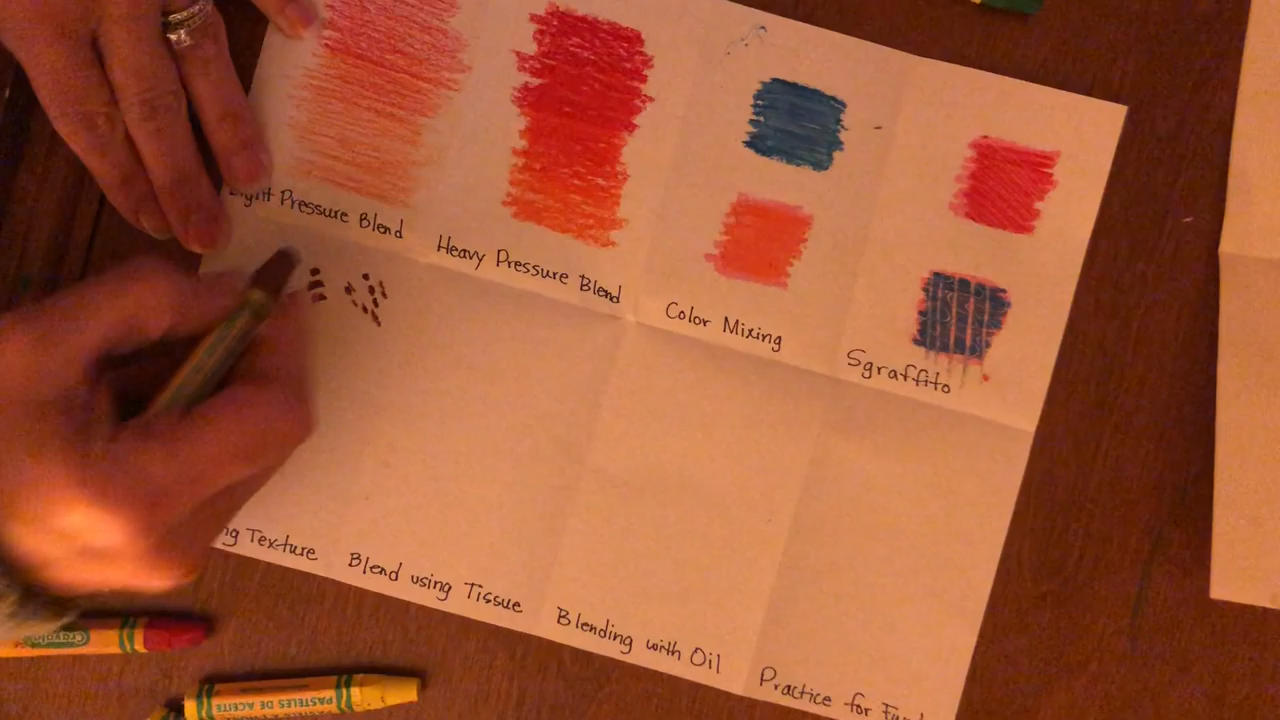 Light Pressure Blend
Heavy Pressure Blend
Color Mixing
Sgraffito
Texture
Blend using Tissue
Blending with Oil
Practice for
Crayola
PASTELES DE ACEITE